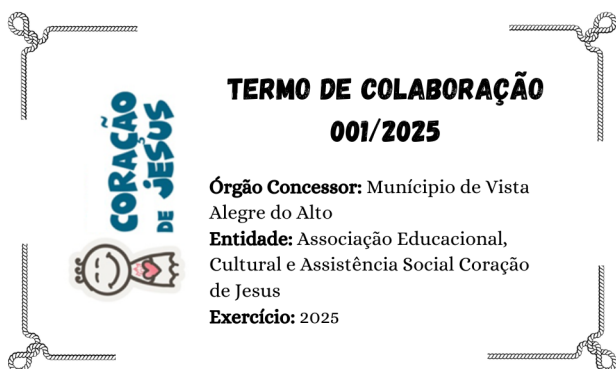 CORAÇÃO
DE JESUS
TERMO DE COLABORAÇÃO
001/2025
Órgão Concessor: Munícipio de Vista
Alegre do Alto
Entidade: Associação Educacional,
Cultural e Assistência Social Coração
de Jesus
Exercício: 2025